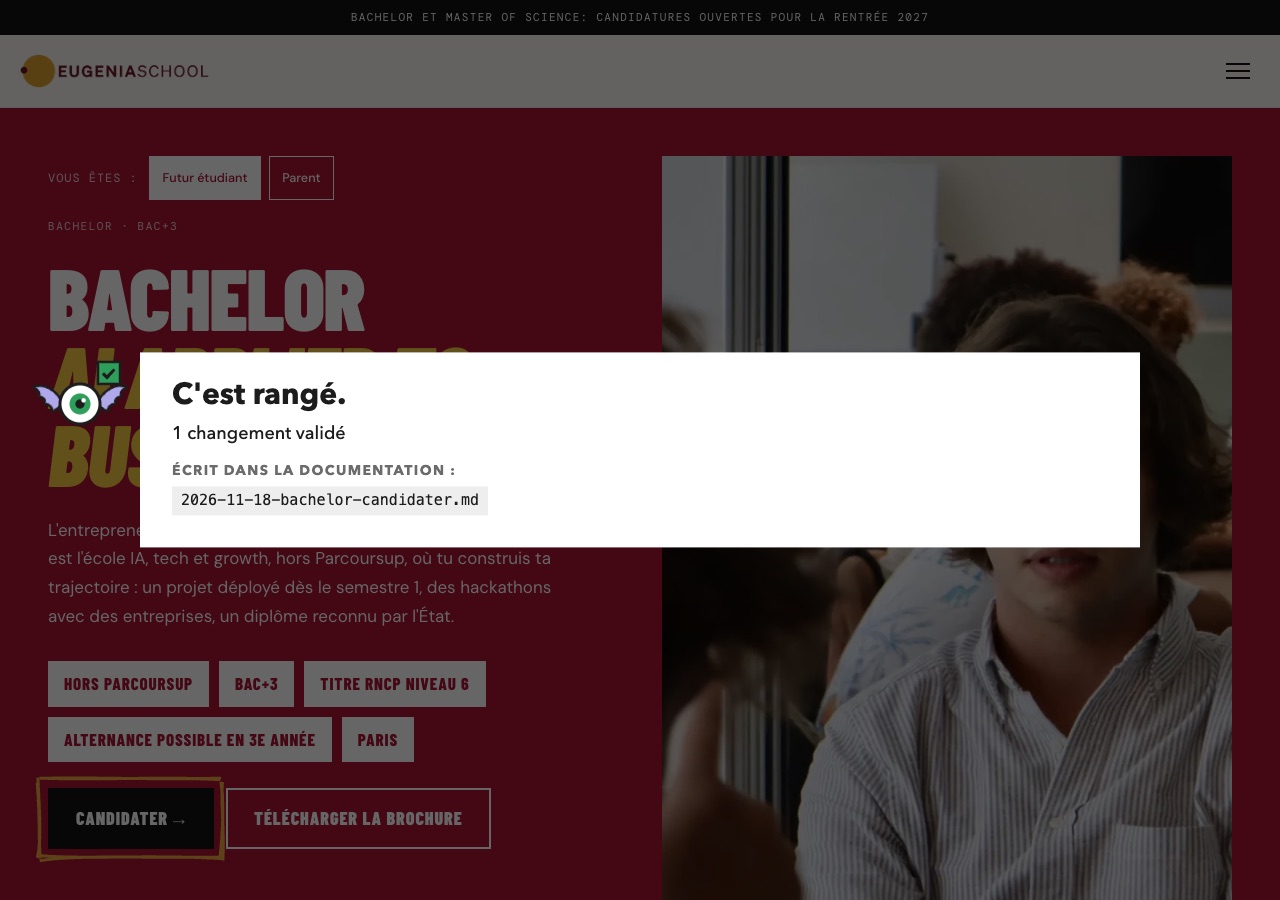 BACHELOR ET MASTER OF SCIENCE: CANDIDATURES OUVERTES POUR LA RENTRÉE 2027
EUGENIASCHOOL
VOUS ÊTES :
Futur étudiant
Parent
BACHELOR · BAC+3
BACHELOR
C'est rangé.
1 changement validé
ÉCRIT DANS LA DOCUMENTATION :
2026-11-18-bachelor-candidater.md
est l'école IA, tech et growth, hors Parcoursup, où tu construis ta
trajectoire : un projet déployé dès le semestre 1, des hackathons
avec des entreprises, un diplôme reconnu par l'État.
HORS PARCOURSUP
BAC+3
TITRE RNCP NIVEAU 6
ALTERNANCE POSSIBLE EN 3E ANNÉE
PARIS
CANDIDATER →
TÉLÉCHARGER LA BROCHURE